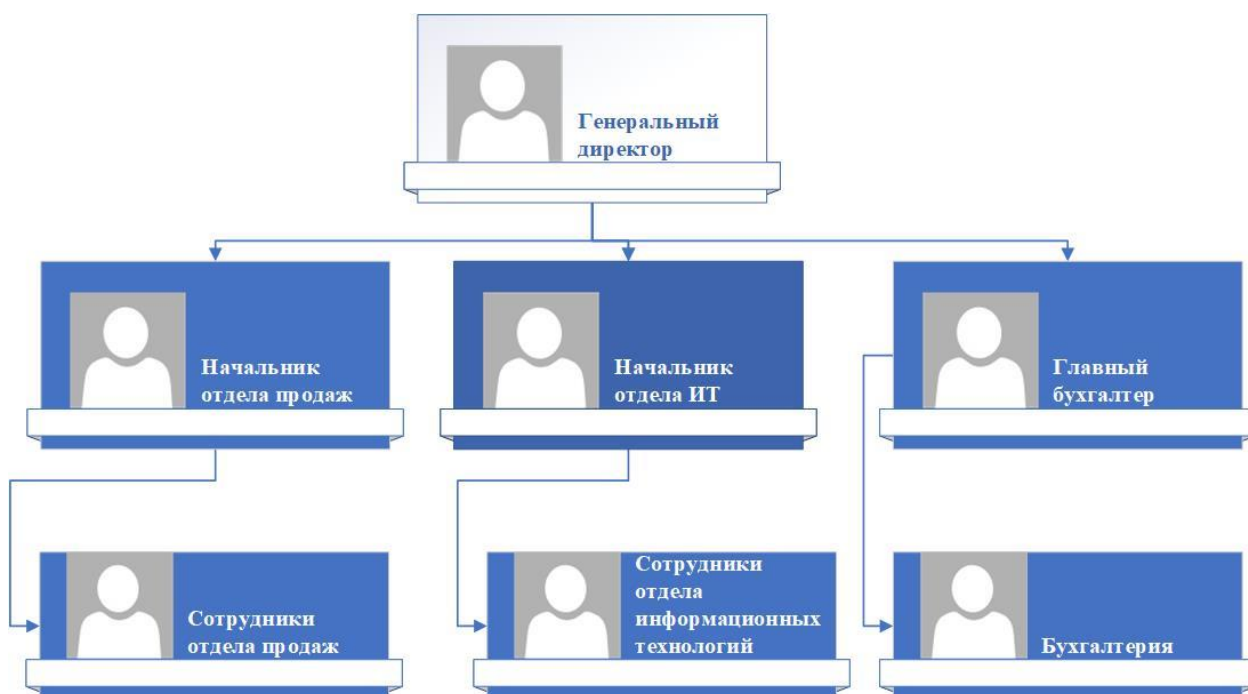 Генеральный
директор
Начальник
отдела продаж
Начальник
отдела ИТ
Главный
бухгалтер
Сотрудники
отдела продаж
Сотрудники
отдела
информационных
технологий
Бухгалтерия